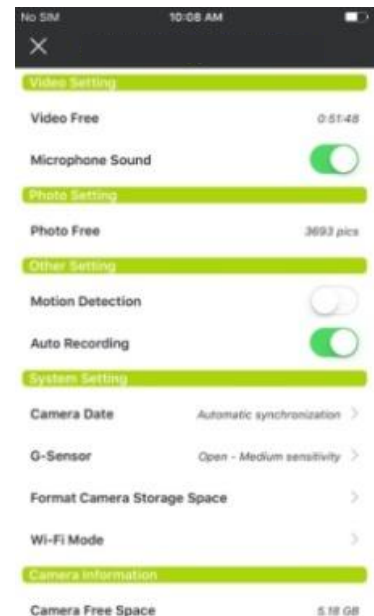 No SIM 10:08 AM
Video Setting
Video Free 0:51:48
Microphone Sound
Photo Setting
Photo Free 3693 pics
Other Setting
Motion Detection
Auto Recording
System Setting
Camera Date Automatic synchronization
G-Sensor Open - Medium sensitivity
Format Camera Storage Space
Wi-Fi Mode
Camera Information
Camera Free Space 5.18 GB